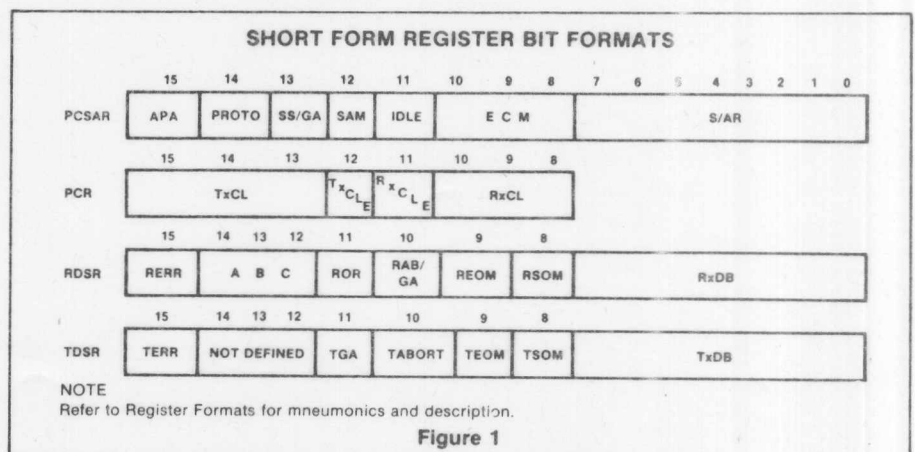 SHORT FORM REGISTER BIT FORMATS
15 14 13 12 11 10 9 8 7 6 5 4 3 2 1 0
PCSAR APA PROTO SS/GA SAM IDLE E C M S/AR
15 14 13 12 11 10 9 8
PCR TxCL TxCLE RxCLE RxCL
15 14 13 12 11 10 9 8
RDSR RERR A B C ROR RAB/GA REOM RSOM RxDB
15 14 13 12 11 10 9 8
TDSR TERR NOT DEFINED TGA TABORT TEOM TSOM TxDB
NOTE
Refer to Register Formats for mneumonics and description.
Figure 1